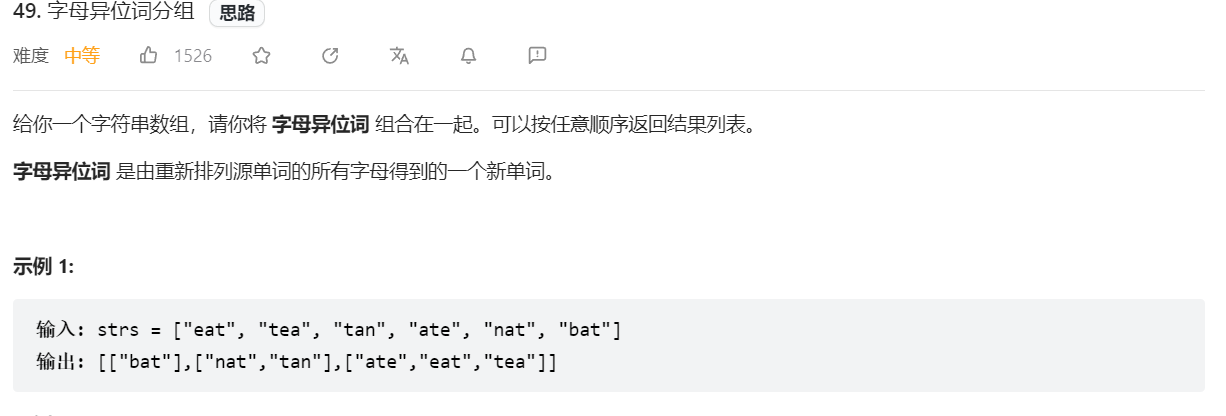 49. 字母异位词分组 思路
难度 中等 1526
给你一个字符串数组，请你将 字母异位词 组合在一起。可以按任意顺序返回结果列表。
字母异位词 是由重新排列源单词的所有字母得到的一个新单词。
示例 1:
输入: strs = ["eat", "tea", "tan", "ate", "nat", "bat"]
输出: [["bat"],["nat","tan"],["ate","eat","tea"]]